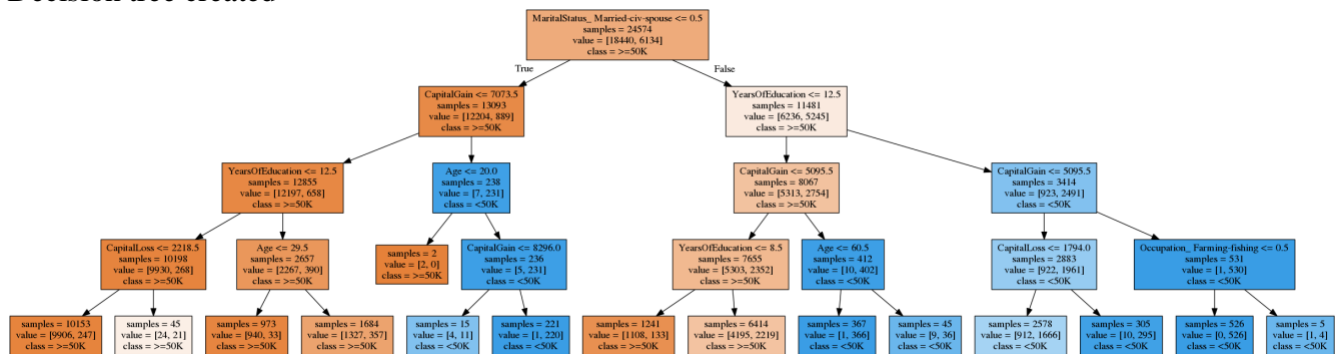 Decision tree created
MaritalStatus_ Married-civ-spouse <= 0.5
samples = 24574
value = [18440, 6134]
class = >=50K
True
False
CapitalGain <= 7073.5
samples = 13093
value = [12204, 889]
class = >=50K
YearsOfEducation <= 12.5
samples = 11481
value = [6236, 5245]
class = >=50K
YearsOfEducation <= 12.5
samples = 12855
value = [12197, 658]
class = >=50K
Age <= 20.0
samples = 238
value = [7, 231]
class = <50K
CapitalGain <= 5095.5
samples = 8067
value = [5313, 2754]
class = >=50K
CapitalGain <= 5095.5
samples = 3414
value = [923, 2491]
class = <50K
CapitalLoss <= 2218.5
samples = 10198
value = [9930, 268]
class = >=50K
Age <= 29.5
samples = 2657
value = [2267, 390]
class = >=50K
samples = 2
value = [2, 0]
class = >=50K
CapitalGain <= 8296.0
samples = 236
value = [5, 231]
class = <50K
YearsOfEducation <= 8.5
samples = 7655
value = [5303, 2352]
class = >=50K
Age <= 60.5
samples = 412
value = [10, 402]
class = <50K
CapitalLoss <= 1794.0
samples = 2883
value = [922, 1961]
class = <50K
Occupation_ Farming-fishing <= 0.5
samples = 531
value = [1, 530]
class = <50K
samples = 10153
value = [9906, 247]
class = >=50K
samples = 45
value = [24, 21]
class = >=50K
samples = 973
value = [940, 33]
class = >=50K
samples = 1684
value = [1327, 357]
class = >=50K
samples = 15
value = [4, 11]
class = <50K
samples = 221
value = [1, 220]
class = <50K
samples = 1241
value = [1108, 133]
class = >=50K
samples = 6414
value = [4195, 2219]
class = >=50K
samples = 367
value = [1, 366]
class = <50K
samples = 45
value = [9, 36]
class = <50K
samples = 2578
value = [912, 1666]
class = <50K
samples = 305
value = [10, 295]
class = <50K
samples = 526
value = [0, 526]
class = <50K
samples = 5
value = [1, 4]
class = <50K